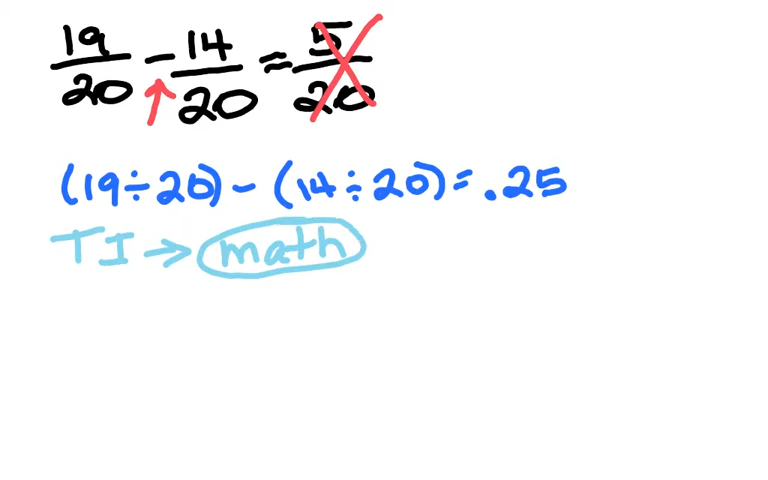 19/20 - 14/20 = 5/20
(19÷20) - (14÷20) = .25
TI → math